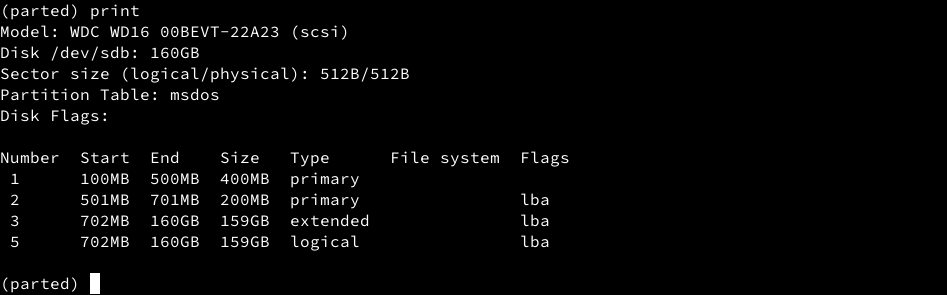 (parted) print
Model: WDC WD16 00BEVT-22A23 (scsi)
Disk /dev/sdb: 160GB
Sector size (logical/physical): 512B/512B
Partition Table: msdos
Disk Flags:

Number  Start  End    Size   Type      File system  Flags
 1      100MB  500MB  400MB  primary
 2      501MB  701MB  200MB  primary                lba
 3      702MB  160GB  159GB  extended               lba
 5      702MB  160GB  159GB  logical                lba

(parted)